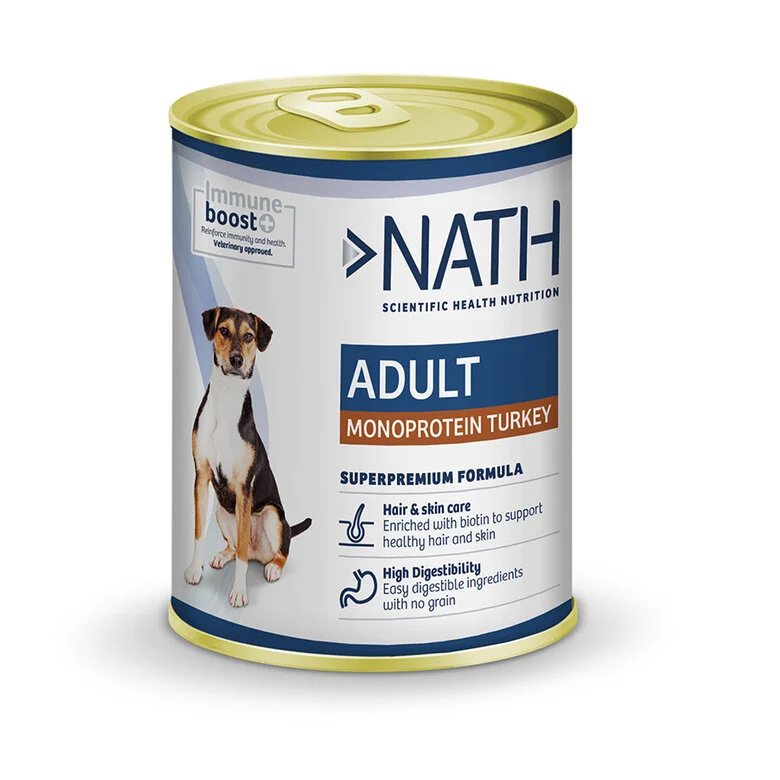 Immune
boost+
Reinforce immunity and health.
Veterinary approved.
NATH
SCIENTIFIC HEALTH NUTRITION
ADULT
MONOPROTEIN TURKEY
SUPERPREMIUM FORMULA
Hair & skin care
Enriched with biotin to support
healthy hair and skin
High Digestibility
Easy digestible ingredients
with no grain